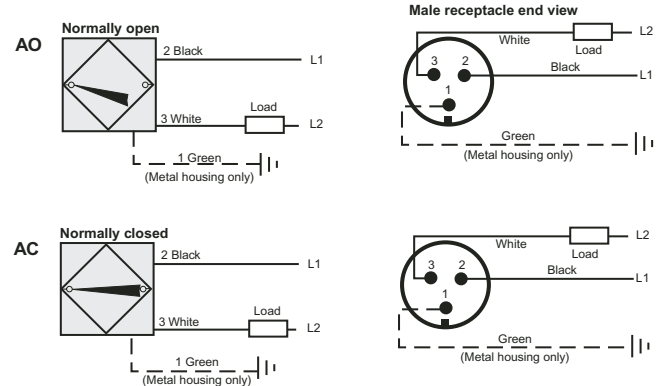 Male receptacle end view
Normally open
AO
2 Black
L1
Load
3 White
L2
1 Green
(Metal housing only)
L2
White
Load
Black
L1
3 2
1
Green
(Metal housing only)
Normally closed
AC
2 Black
L1
Load
3 White
L2
1 Green
(Metal housing only)
L2
White
Load
Black
L1
3 2
1
Green
(Metal housing only)